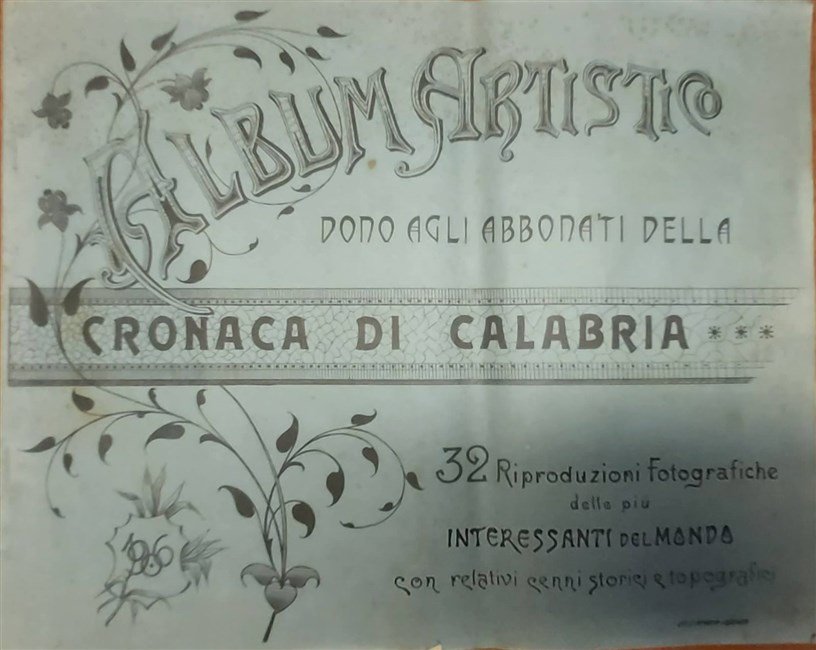 ALBUM ARTISTICO
DONO AGLI ABBONATI DELLA
CRONACA DI CALABRIA ***
32 Riproduzioni Fotografiche
delle più
INTERESSANTI DEL MONDO
con relativi cenni storici e topografici
1906